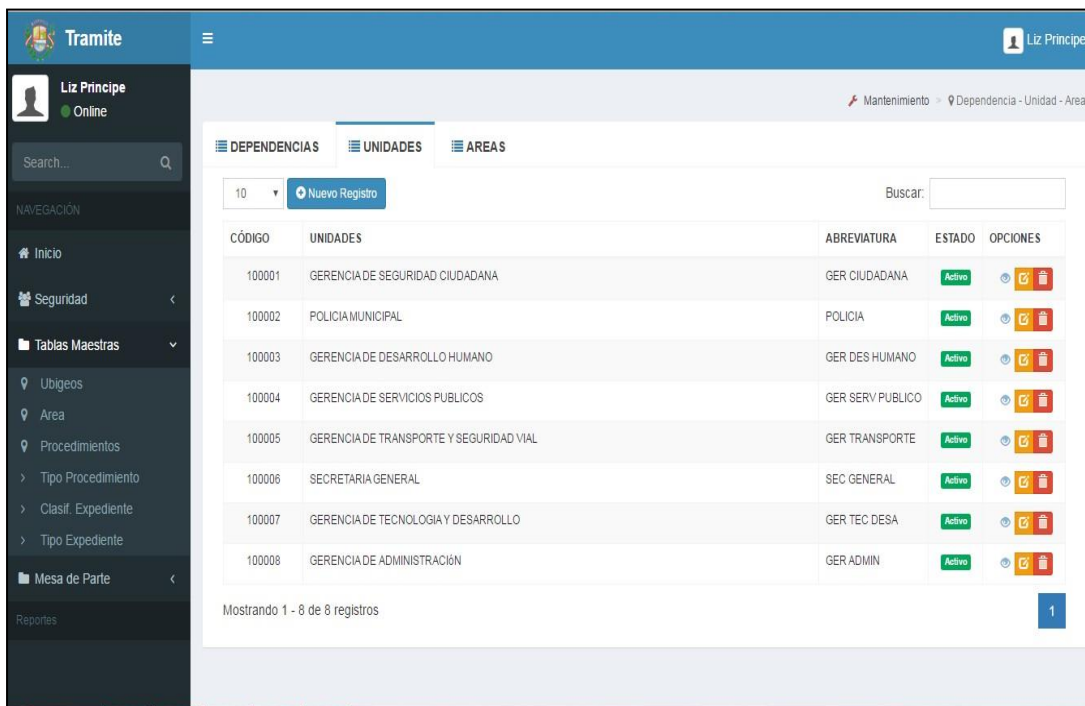 Tramite
Liz Principe
Liz Principe
Online
Mantenimiento > Dependencia - Unidad - Area
Search...
NAVEGACIÓN
Inicio
Seguridad
Tablas Maestras
Ubigeos
Area
Procedimientos
Tipo Procedimiento
Clasif. Expediente
Tipo Expediente
Mesa de Parte
Reportes
DEPENDENCIAS UNIDADES AREAS
10 Nuevo Registro Buscar:
CÓDIGO UNIDADES ABREVIATURA ESTADO OPCIONES
100001 GERENCIA DE SEGURIDAD CIUDADANA GER CIUDADANA Activo
100002 POLICIA MUNICIPAL POLICIA Activo
100003 GERENCIA DE DESARROLLO HUMANO GER DES HUMANO Activo
100004 GERENCIA DE SERVICIOS PUBLICOS GER SERV PUBLICO Activo
100005 GERENCIA DE TRANSPORTE Y SEGURIDAD VIAL GER TRANSPORTE Activo
100006 SECRETARIA GENERAL SEC GENERAL Activo
100007 GERENCIA DE TECNOLOGIA Y DESARROLLO GER TEC DESA Activo
100008 GERENCIA DE ADMINISTRACIóN GER ADMIN Activo
Mostrando 1 - 8 de 8 registros 1